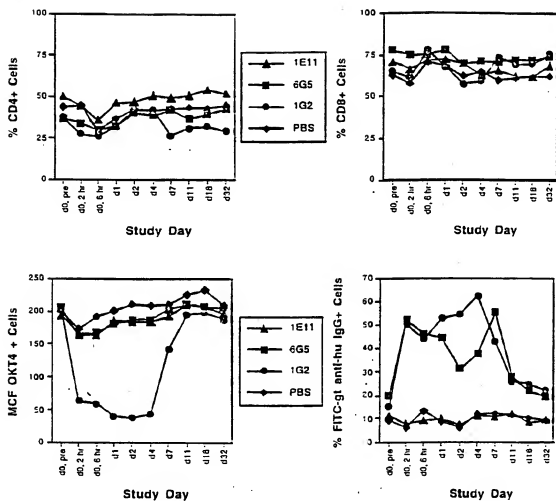 % CD4+ Cells
100
75
50
25
0
d0, pre
d0, 2 hr
d0, 6 hr
d1
d2
d4
d7
d11
d18
d32
Study Day
1E11
6G5
1G2
PBS
% CD8+ Cells
100
75
50
25
0
d0, pre
d0, 2 hr
d0, 6 hr
d1
d2
d4
d7
d11
d18
d32
Study Day
MCF OKT4 + Cells
250
200
150
100
50
0
d0, pre
d0, 2 hr
d0, 6 hr
d1
d2
d4
d7
d11
d18
d32
Study Day
1E11
6G5
1G2
PBS
% FITC-g1 anti-hu IgG+ Cells
70
60
50
40
30
20
10
0
d0, pre
d0, 2 hr
d0, 6 hr
d1
d2
d4
d7
d11
d18
d32
Study Day